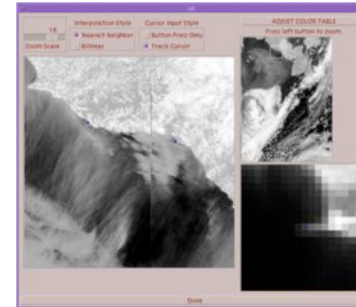 Interpolation Style
Nearest Neighbor
Bilinear
Zoom Scale
Cursor Input Style
Button Press Only
Track Cursor
ADJUST COLOR TABLE
Press left button to zoom.
Done